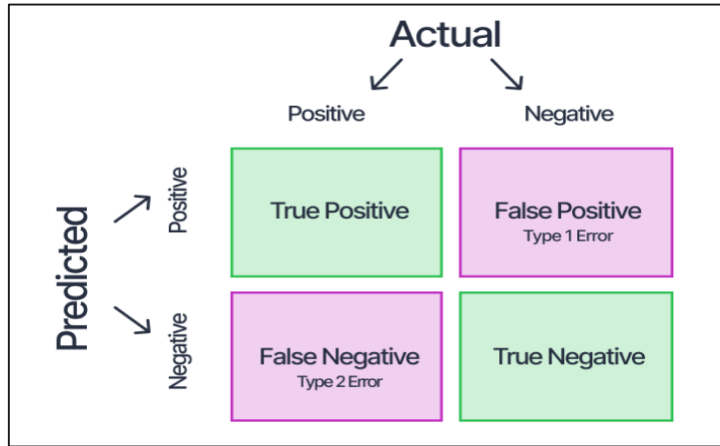 Actual
Positive
Negative
Predicted
Positive
True Positive
False Positive
Type 1 Error
Negative
False Negative
Type 2 Error
True Negative